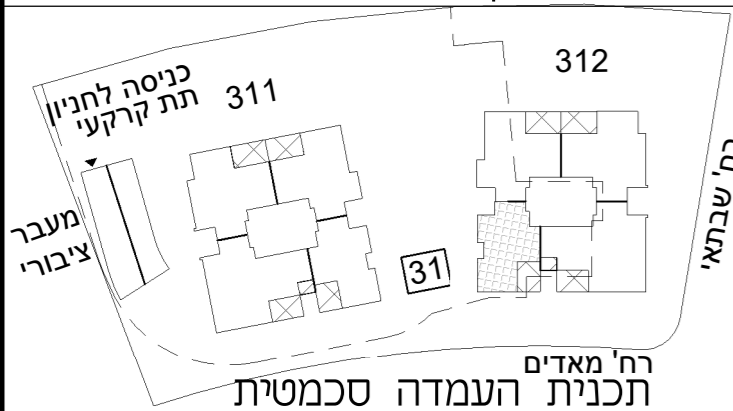 כניסה לחניון
תת קרקעי
311
312
רח' שבתאי
מעבר
ציבורי
31
רח' מאדים
תכנית העמדה סכמטית